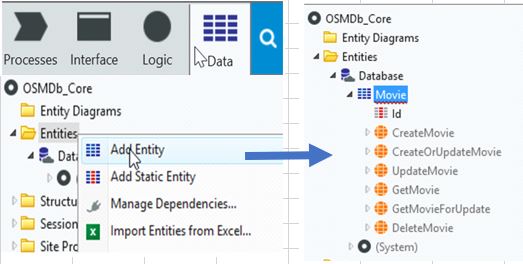 Processes Interface Logic Data
OSMDb_Core
Entity Diagrams
Entities
Add Entity
Add Static Entity
Manage Dependencies...
Import Entities from Excel...
Dat
Structu
Session
Site Pro
OSMDb_Core
Entity Diagrams
Entities
Database
Movie
Id
CreateMovie
CreateOrUpdateMovie
UpdateMovie
GetMovie
GetMovieForUpdate
DeleteMovie
(System)